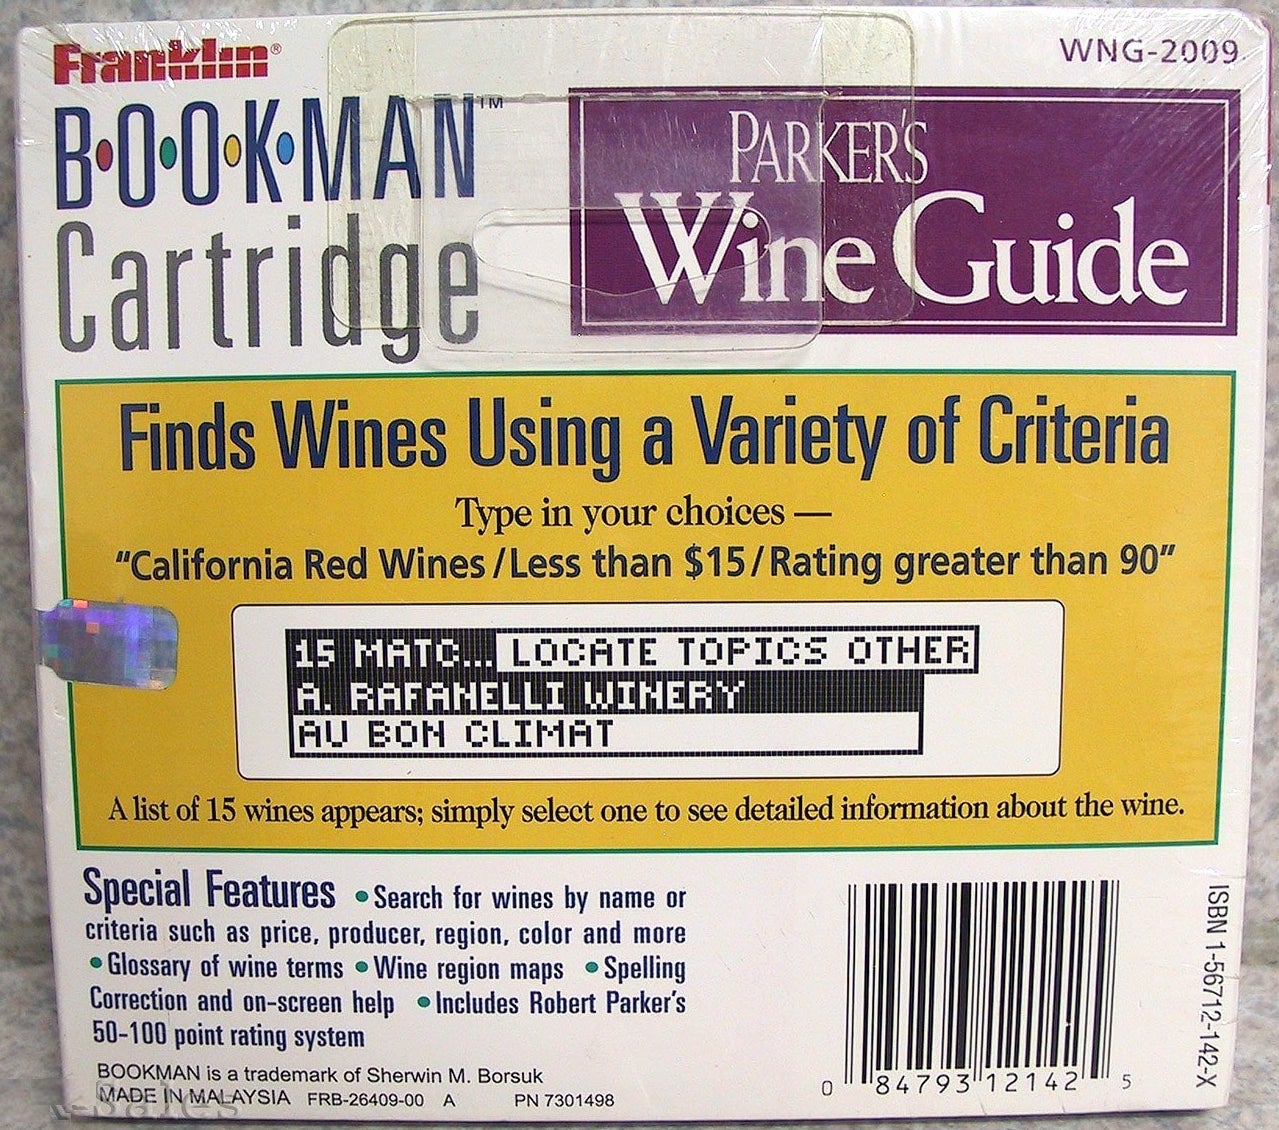 Franklin®
WNG-2009
B•O•O•K•MAN™
Cartridge
PARKER'S
Wine Guide
Finds Wines Using a Variety of Criteria
Type in your choices —
"California Red Wines/Less than $15/Rating greater than 90"
15 MATC... LOCATE TOPICS OTHER
A. RAFANELLI WINERY
AU BON CLIMAT
A list of 15 wines appears; simply select one to see detailed information about the wine.
Special Features •Search for wines by name or
criteria such as price, producer, region, color and more
•Glossary of wine terms •Wine region maps •Spelling
Correction and on-screen help •Includes Robert Parker's
50-100 point rating system
BOOKMAN is a trademark of Sherwin M. Borsuk
MADE IN MALAYSIA FRB-26409-00 A PN 7301498
0 84793 12142 5
ISBN 1-56712-142-X